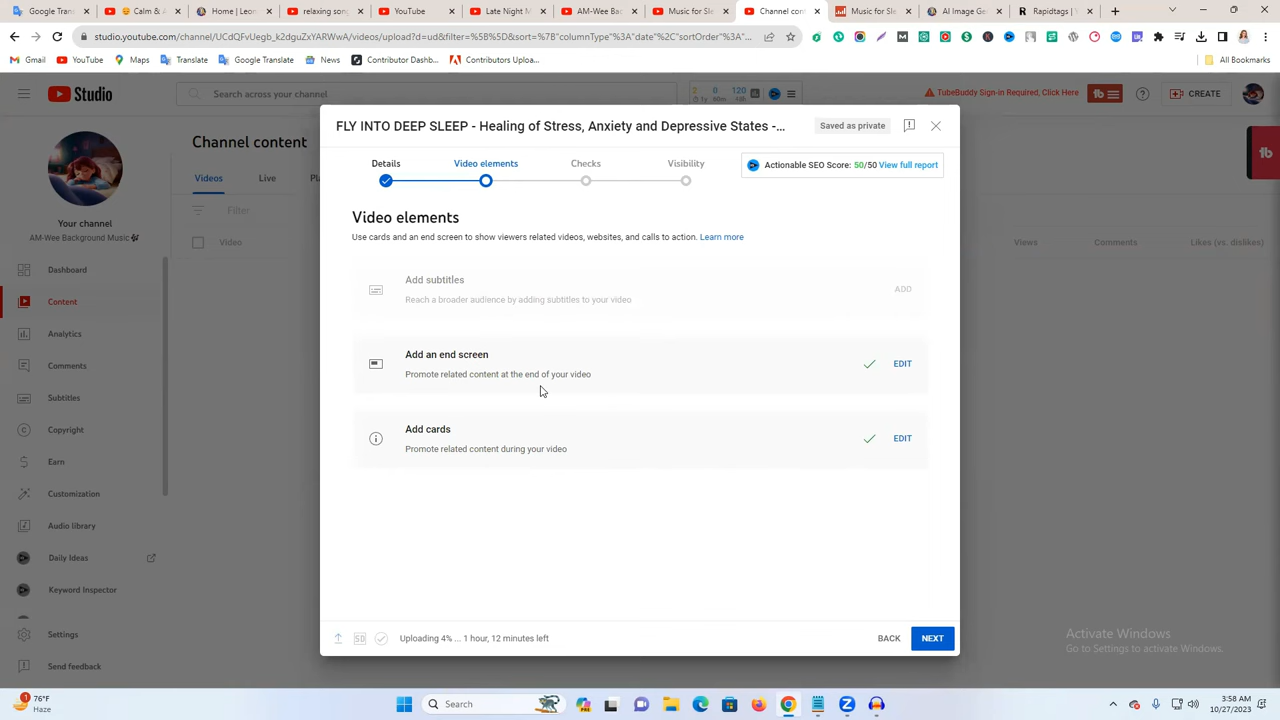 relaxing son
YouTub
Late Night M
AM-Wee Bac
Music for Sle
Channel con
Music for Sle
AI Image Ge
Rapidtags |
studio.youtube.com/channel/UCdQFvUegb_k2dguZxYARWwA/videos/upload?d=ud&filter=%5B%5D&sort=%7B"columnType"%3A"date"%2C"sortOrder"%3A"...
Gmail YouTube Maps Translate Google Translate News Contributor Dashb... Contributors Uploa... All Bookmarks
Studio Search across your channel 2 0 120 TubeBuddy Sign-in Required, Click Here tb CREATE
FLY INTO DEEP SLEEP - Healing of Stress, Anxiety and Depressive States -... Saved as private
Channel content
Details Video elements Checks Visibility Actionable SEO Score: 50/50 View full report
Videos Live Pl
Filter
Video elements
Use cards and an end screen to show viewers related videos, websites, and calls to action. Learn more
Video Views Comments Likes (vs. dislikes)
Your channel
AM-Wee Background Music
Dashboard
Content
Analytics
Comments
Subtitles
Copyright
Earn
Customization
Audio library
Daily Ideas
Keyword Inspector
Settings
Send feedback
Add subtitles
Reach a broader audience by adding subtitles to your video ADD
Add an end screen
Promote related content at the end of your video EDIT
Add cards
Promote related content during your video EDIT
Uploading 4% ... 1 hour, 12 minutes left BACK NEXT
Activate Windows
Go to Settings to activate Windows.
76°F
Haze
Search
3:58 AM
10/27/2023